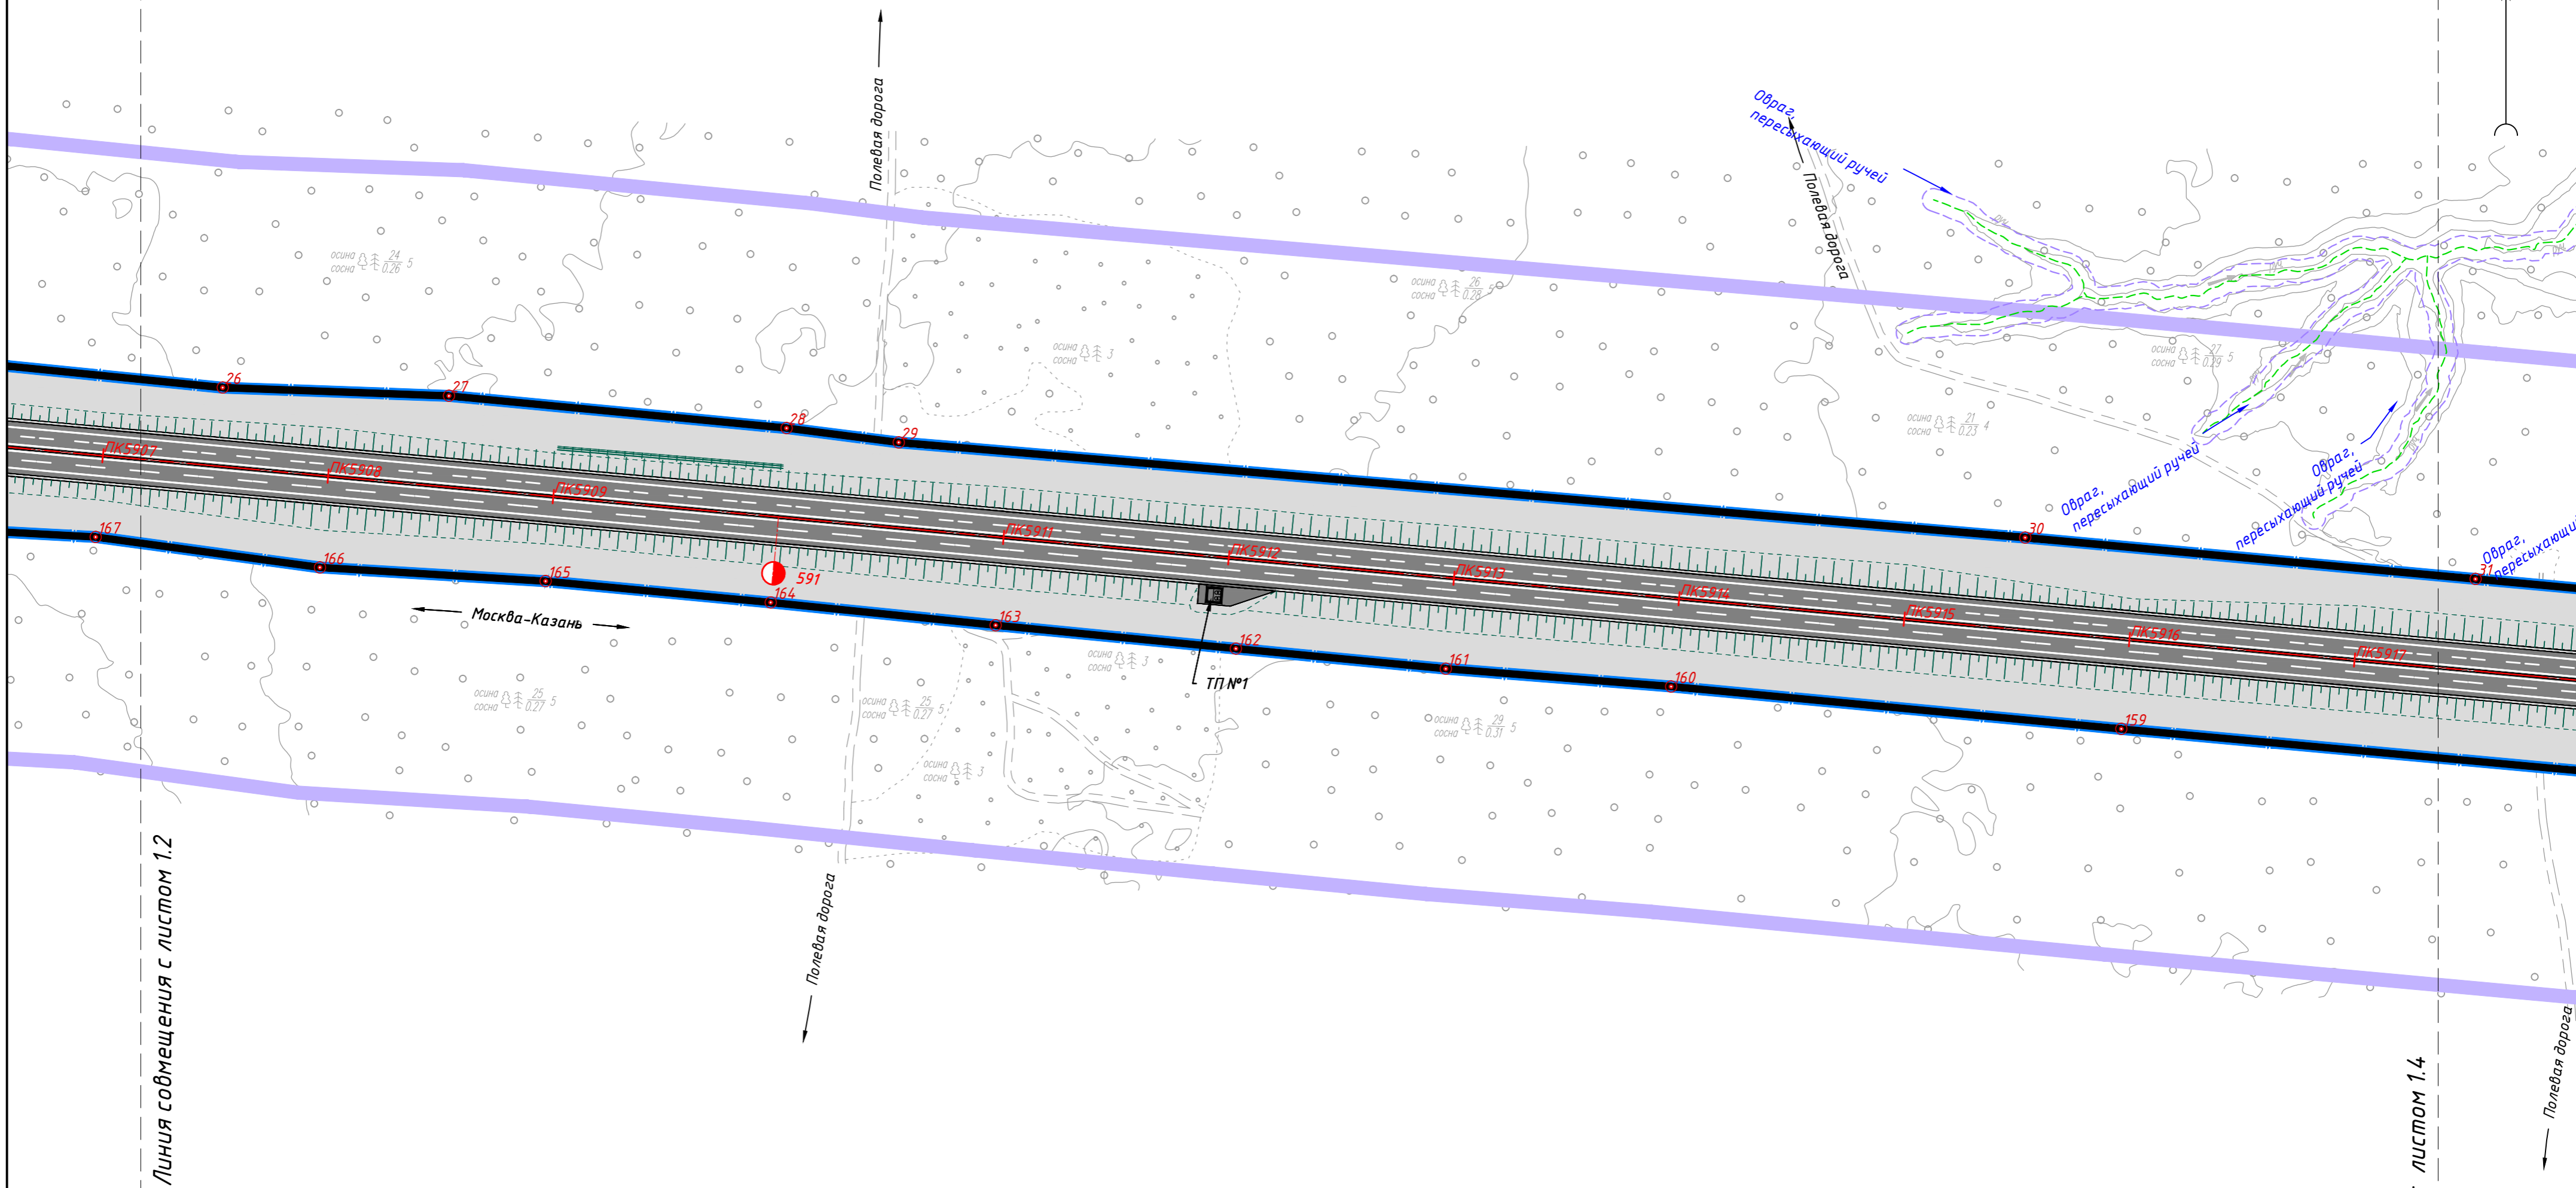 Полевая дорога
Овраг,
пересыхающий ручей
Полевая дорога
осина 24 5
сосна 0.26
осина 26 5
сосна 0.28
осина 3
сосна
осина 27 5
сосна 0.29
осина 21 4
сосна 0.23
26
27
28
29
30
31
ПК5907
ПК5908
ПК5909
ПК5911
ПК5912
ПК5913
ПК5914
ПК5915
ПК5916
ПК5917
Овраг,
пересыхающий ручей
Овраг,
пересыхающий ручей
Овраг,
пересыхающий
167
166
165
591
164
163
162
161
160
159
Москва-Казань
ТП №1
осина 25 5
сосна 0.27
осина 25 5
сосна 0.27
осина 3
сосна
осина 3
сосна
осина 29 5
сосна 0.31
Полевая дорога
Линия совмещения с листом 1.2
листом 1.4
Полевая дорога